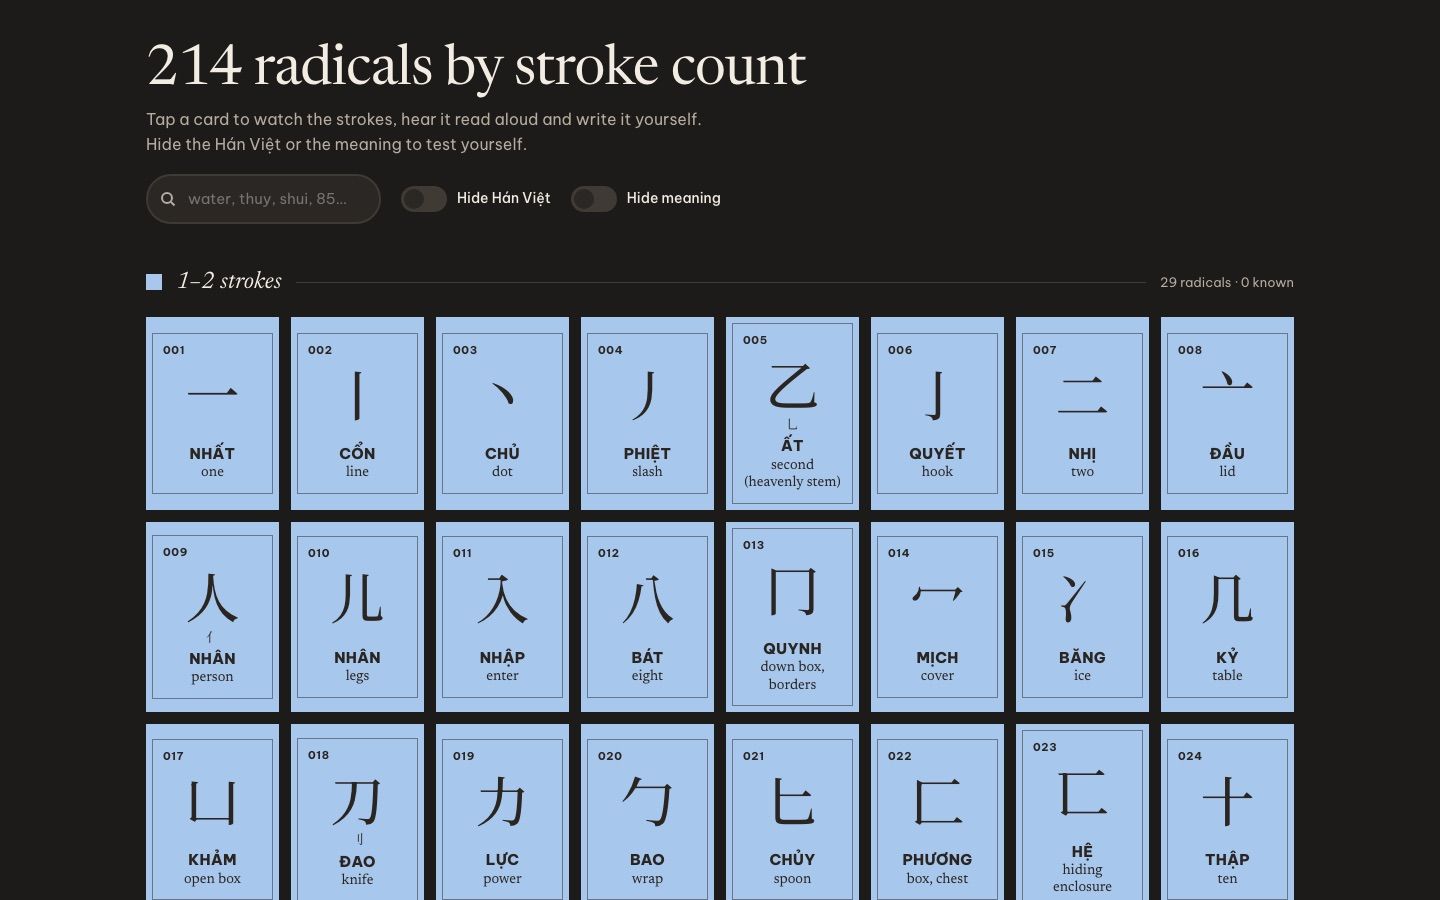 214 radicals by stroke count
Tap a card to watch the strokes, hear it read aloud and write it yourself.
Hide the Hán Việt or the meaning to test yourself.
water, thuy, shui, 85...
Hide Hán Việt
Hide meaning
1–2 strokes
29 radicals · 0 known
001
一
NHẤT
one
002
丨
CỔN
line
003
丶
CHỦ
dot
004
丿
PHIỆT
slash
005
乙
乚
ẤT
second
(heavenly stem)
006
亅
QUYẾT
hook
007
二
NHỊ
two
008
亠
ĐẦU
lid
009
人
亻
NHÂN
person
010
儿
NHÂN
legs
011
入
NHẬP
enter
012
八
BÁT
eight
013
冂
QUYNH
down box,
borders
014
冖
MỊCH
cover
015
冫
BĂNG
ice
016
几
KỶ
table
017
凵
KHẢM
open box
018
刀
刂
ĐAO
knife
019
力
LỰC
power
020
勹
BAO
wrap
021
匕
CHỦY
spoon
022
匚
PHƯƠNG
box, chest
023
匸
HỆ
hiding
enclosure
024
十
THẬP
ten